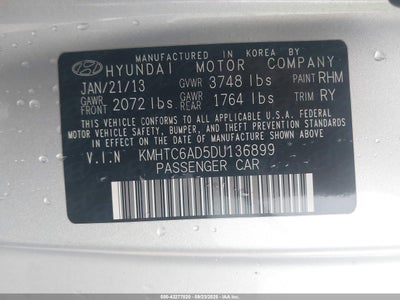 MANUFACTURED IN KOREA BY
HYUNDAI MOTOR COMPANY
JAN/21/13 GVWR 3748 lbs PAINT RHM
GAWR FRONT 2072 lbs GAWR REAR 1764 lbs TRIM RY
THIS VEHICLE CONFORMS TO ALL APPLICABLE U.S.A. FEDERAL
MOTOR VEHICLE SAFETY, BUMPER, AND THEFT PREVENTION
STANDARDS IN EFFECT ON THE DATE OF MANUFACTURE SHOWN ABOVE.
V.I.N KMHTC6AD5DU136899
PASSENGER CAR